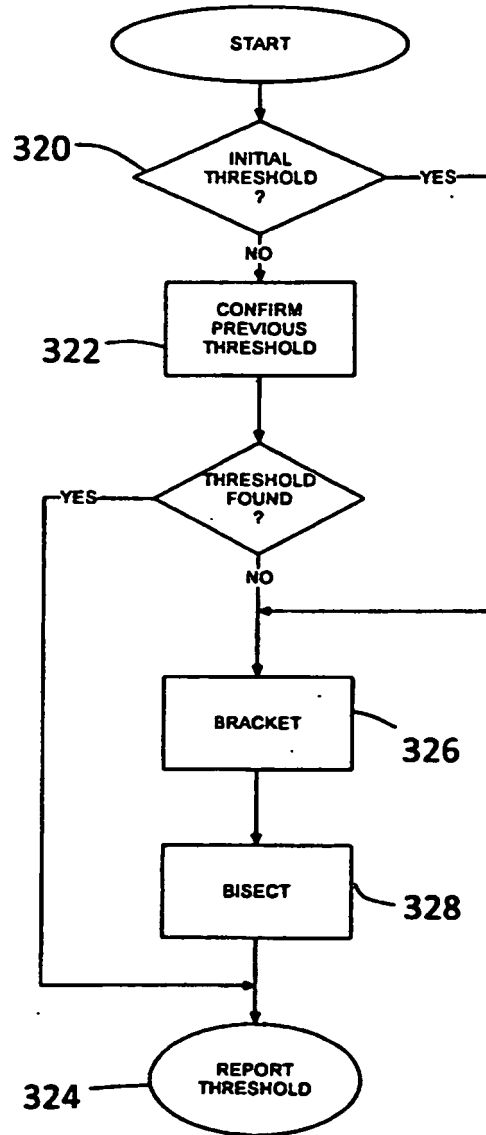 START
320
INITIAL
THRESHOLD
?
YES
NO
CONFIRM
PREVIOUS
THRESHOLD
322
THRESHOLD
FOUND
?
YES
NO
BRACKET
326
BISECT
328
REPORT
THRESHOLD
324